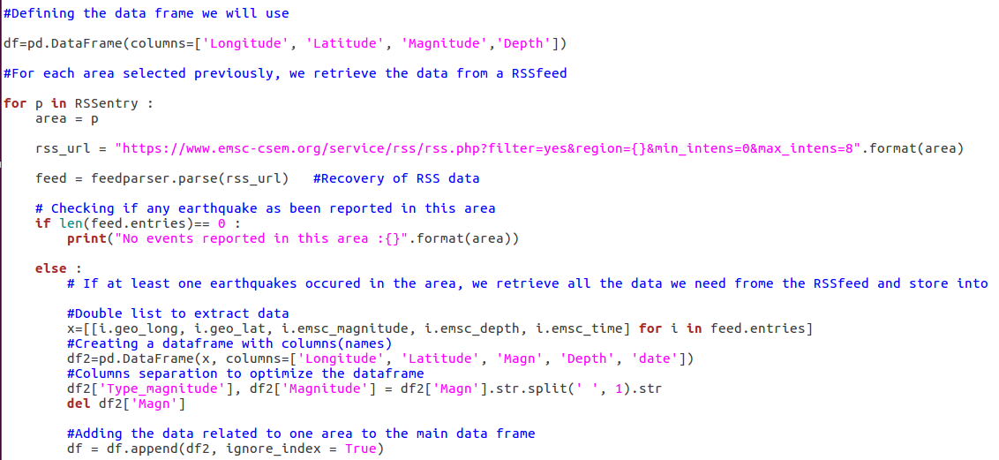 #Defining the data frame we will use
df=pd.DataFrame(columns=['Longitude', 'Latitude', 'Magnitude','Depth'])
#For each area selected previously, we retrieve the data from a RSSfeed
for p in RSSentry :
    area = p
    rss_url = "https://www.emsc-csem.org/service/rss/rss.php?filter=yes&region={}&min_intens=0&max_intens=8".format(area)
    feed = feedparser.parse(rss_url)   #Recovery of RSS data
    # Checking if any earthquake as been reported in this area
    if len(feed.entries)== 0 :
        print("No events reported in this area :{}".format(area))
    else :
        # If at least one earthquakes occured in the area, we retrieve all the data we need frome the RSSfeed and store into
        #Double list to extract data
        x=[[i.geo_long, i.geo_lat, i.emsc_magnitude, i.emsc_depth, i.emsc_time] for i in feed.entries]
        #Creating a dataframe with columns(names)
        df2=pd.DataFrame(x, columns=['Longitude', 'Latitude', 'Magn', 'Depth', 'date'])
        #Columns separation to optimize the dataframe
        df2['Type_magnitude'], df2['Magnitude'] = df2['Magn'].str.split(' ', 1).str
        del df2['Magn']
        #Adding the data related to one area to the main data frame
        df = df.append(df2, ignore_index = True)